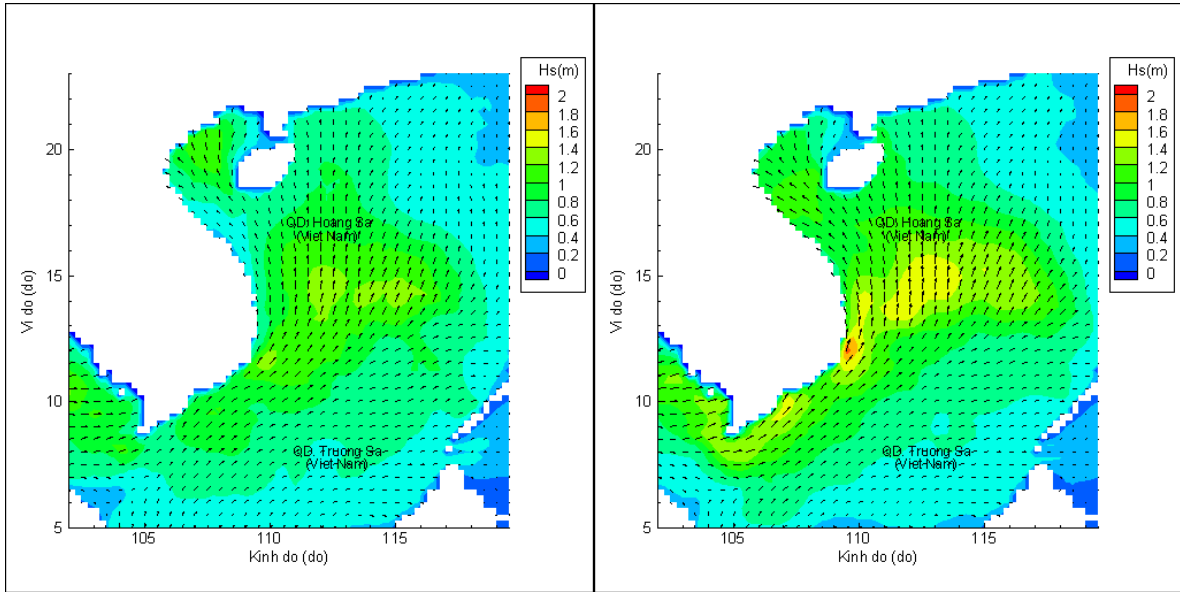 Hs(m)
2
1.8
1.6
1.4
1.2
1
0.8
0.6
0.4
0.2
0
20
15
10
5
Vi do (do)
QD. Hoang Sa
(Viet Nam)
QD. Truong Sa
(Viet Nam)
105
110
115
Kinh do (do)
Hs(m)
2
1.8
1.6
1.4
1.2
1
0.8
0.6
0.4
0.2
0
20
15
10
5
Vi do (do)
QD. Hoang Sa
(Viet Nam)
QD. Truong Sa
(Viet Nam)
105
110
115
Kinh do (do)